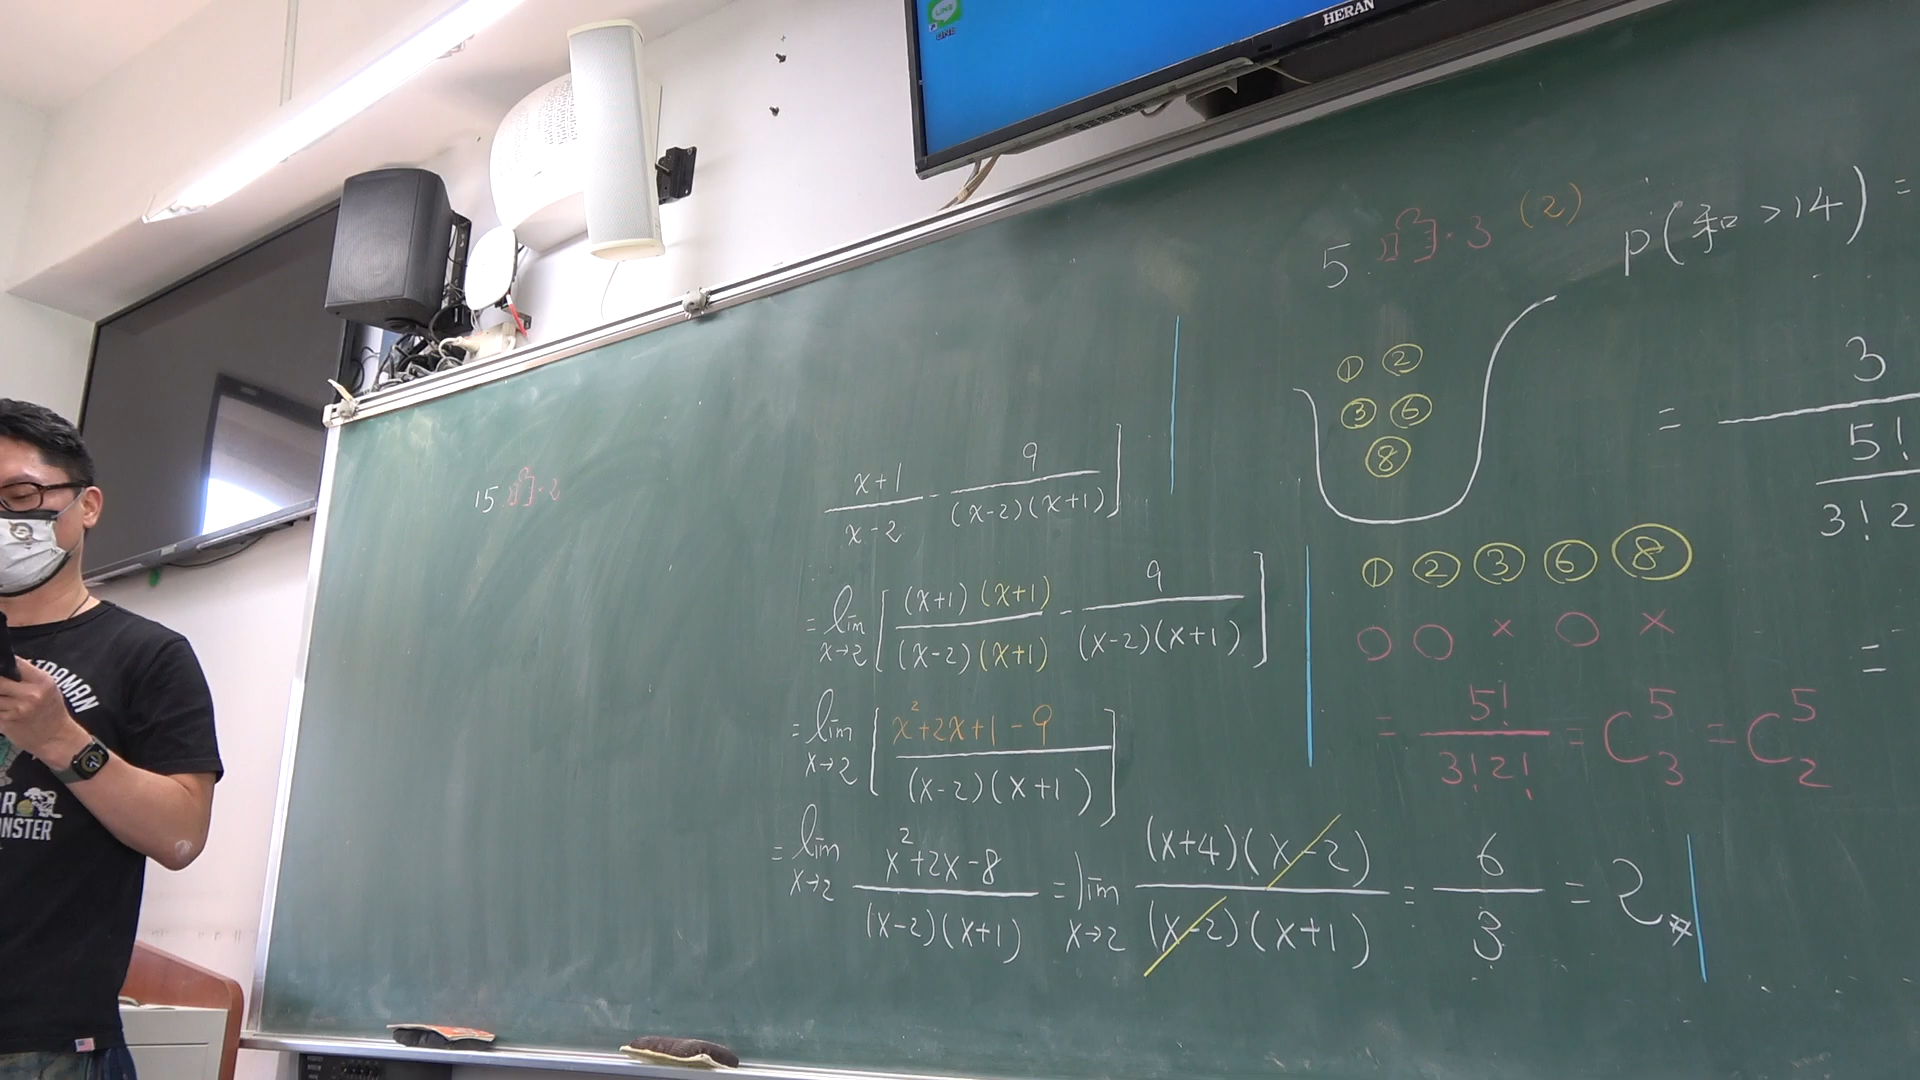 LINE
HERAN
15
x+1/x-2 - 9/(x-2)(x+1)]
= lim x→2 [(x+1)(x+1)/(x-2)(x+1) - 9/(x-2)(x+1)]
= lim x→2 [x²+2x+1-9/(x-2)(x+1)]
= lim x→2 x²+2x-8/(x-2)(x+1) = lim x→2 (x+4)(x-2)/(x-2)(x+1) = 6/3 = 2
5. 3 (2)
P(和>14) =
① ②
③ ⑥
⑧
① ② ③ ⑥ ⑧
○ ○ × ○ ×
= 5!/3!2! = C⁵₃ = C⁵₂
= 3/5!/3!2
=
MONSTER